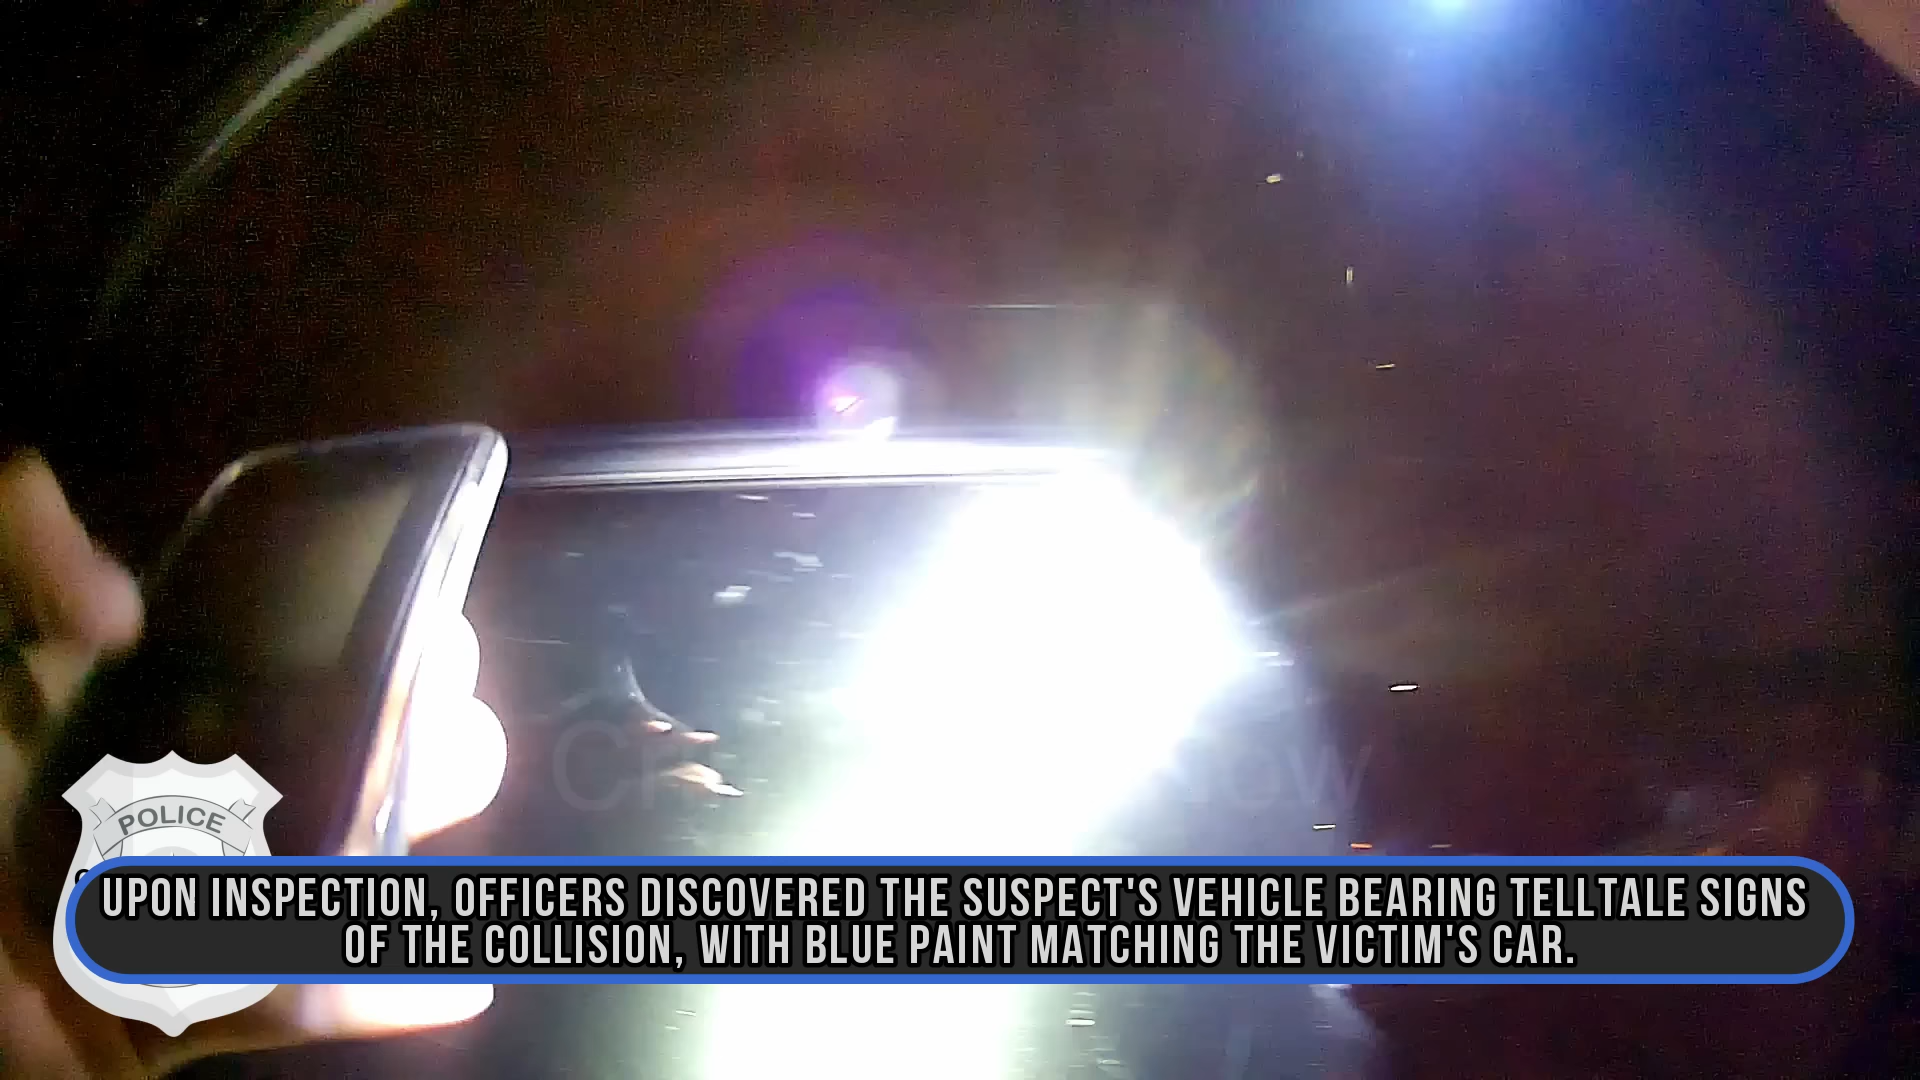 POLICE
UPON INSPECTION, OFFICERS DISCOVERED THE SUSPECT'S VEHICLE BEARING TELLTALE SIGNS
OF THE COLLISION, WITH BLUE PAINT MATCHING THE VICTIM'S CAR.